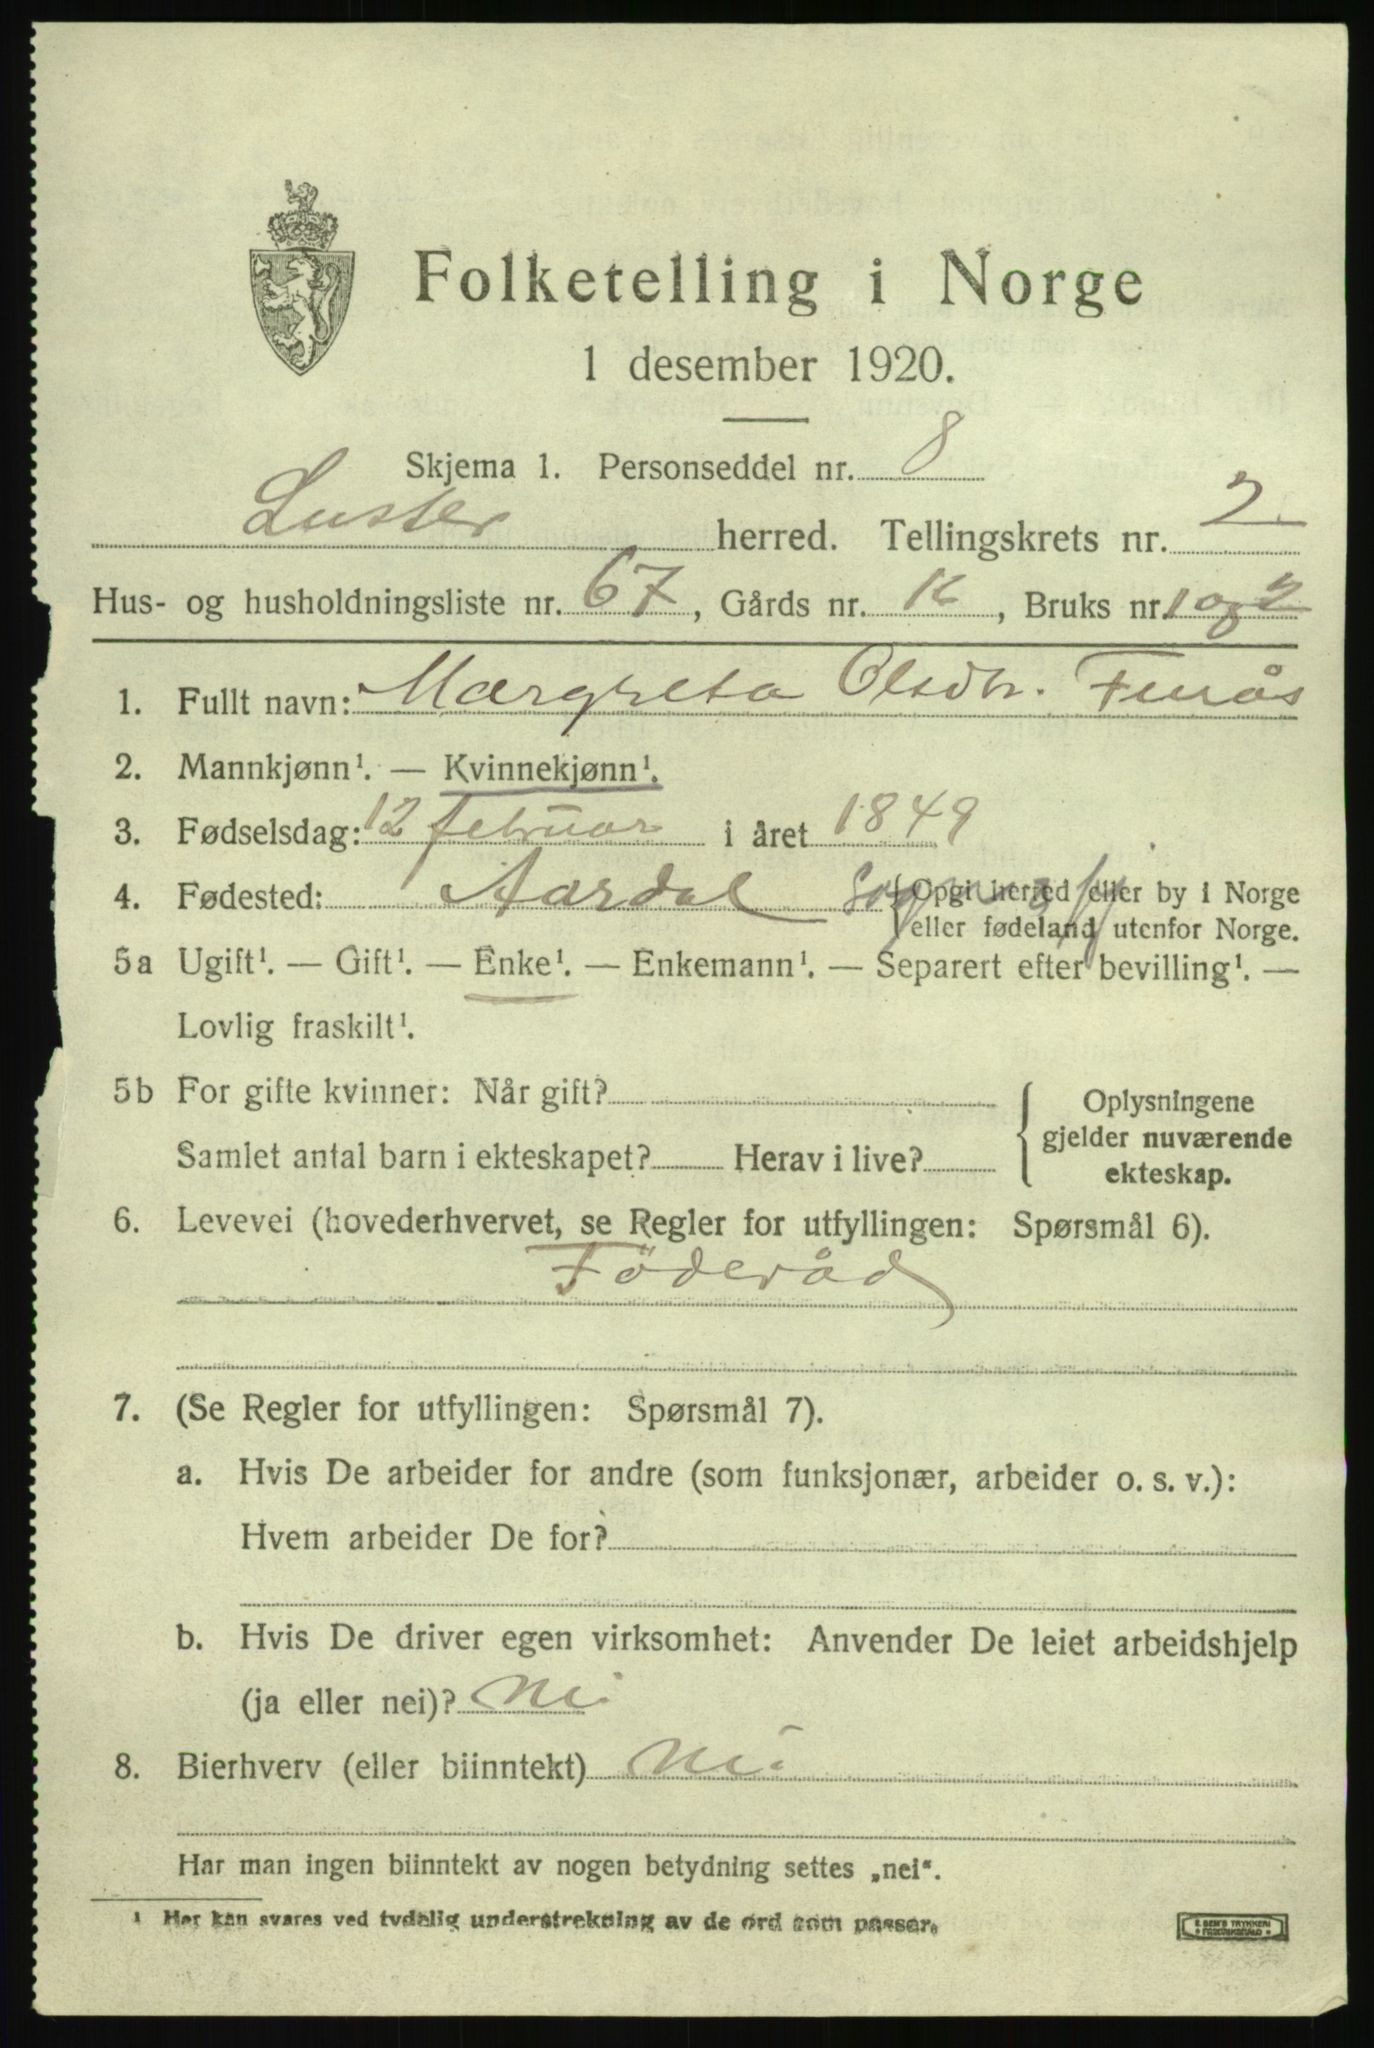 Folketelling i Norge
1 desember 1920.
Skjema 1. Personseddel nr. 8
Luster herred. Tellingskrets nr. 2
Hus- og husholdningsliste nr. 67, Gårds nr. 12, Bruks nr. 1 og 2
1. Fullt navn: Margreta Olsdtr.
2. Mannkjønn¹. — Kvinnekjønn¹.
3. Fødselsdag: 12 februar i året 1849
4. Fødested: Aardal {Opgi herred eller by i Norge
eller fødeland utenfor Norge.
5a Ugift¹. — Gift¹. — Enke¹. — Enkemann¹. — Separert efter bevilling¹. —
Lovlig fraskilt¹.
5b For gifte kvinner: Når gift?
Samlet antal barn i ekteskapet? Herav i live?
{Oplysningene
gjelder nuværende
ekteskap.
6. Levevei (hovederhvervet, se Regler for utfyllingen: Spørsmål 6).
Föderåd
7. (Se Regler for utfyllingen: Spørsmål 7).
a. Hvis De arbeider for andre (som funksjonær, arbeider o. s. v.):
Hvem arbeider De for?
b. Hvis De driver egen virksomhet: Anvender De leiet arbeidshjelp
(ja eller nei)? nei
8. Bierhverv (eller biinntekt) nei
Har man ingen biinntekt av nogen betydning settes „nei“.
¹ Her kan svares ved tydelig understrekning av de ord som passer.